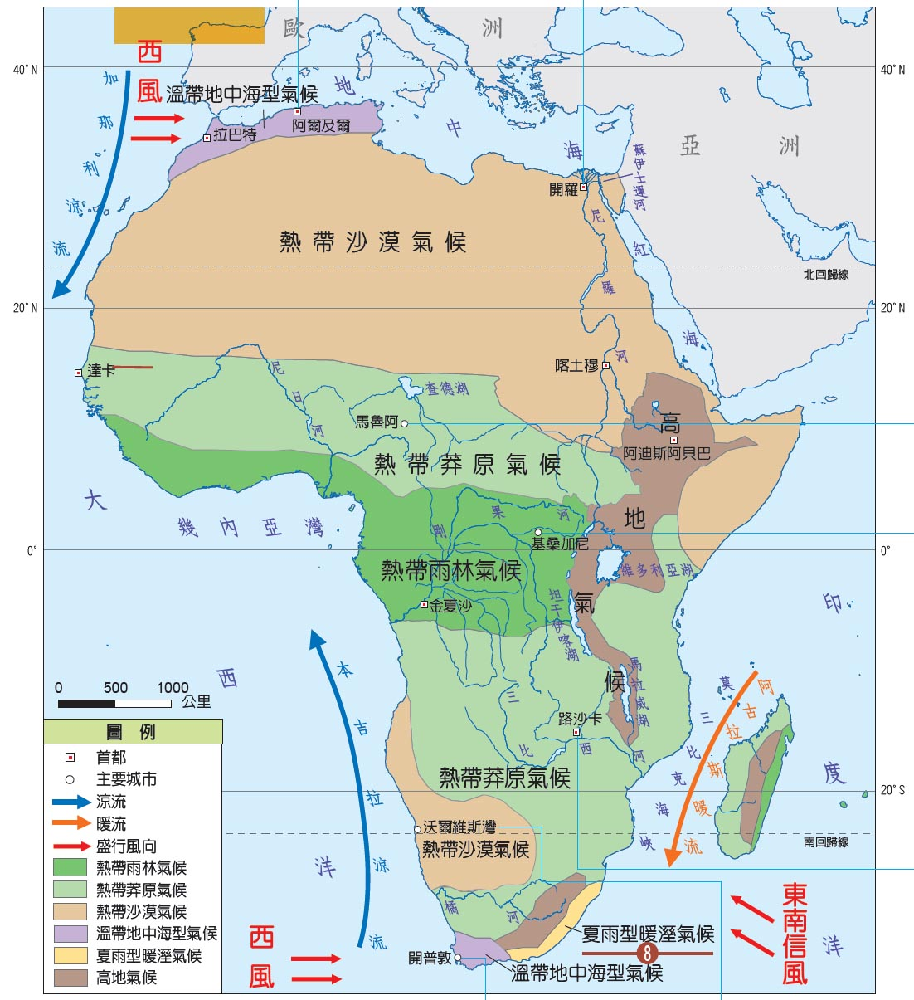 歐洲
西風
40°N
40°N
加那利涼流
溫帶地中海型氣候
地中海
阿爾及爾
拉巴特
亞洲
蘇伊士運河
開羅
尼羅河
熱帶沙漠氣候
紅海
北回歸線
20°N
20°N
達卡
尼日河
喀土穆
查德湖
馬魯阿
高地氣候
阿迪斯阿貝巴
熱帶莽原氣候
大西洋
幾內亞灣
剛果河
基桑加尼
0°
0°
熱帶雨林氣候
維多利亞湖
金夏沙
坦干伊喀湖
印度洋
本吉拉涼流
馬拉威湖
莫三比克海峽
阿古拉斯暖流
0 500 1000 公里
三比西河
路沙卡
熱帶莽原氣候
20°S
沃爾維斯灣
熱帶沙漠氣候
南回歸線
橘河
東南信風
西風
夏雨型暖溼氣候
8
開普敦
溫帶地中海型氣候
圖例
首都
主要城市
涼流
暖流
盛行風向
熱帶雨林氣候
熱帶莽原氣候
熱帶沙漠氣候
溫帶地中海型氣候
夏雨型暖溼氣候
高地氣候